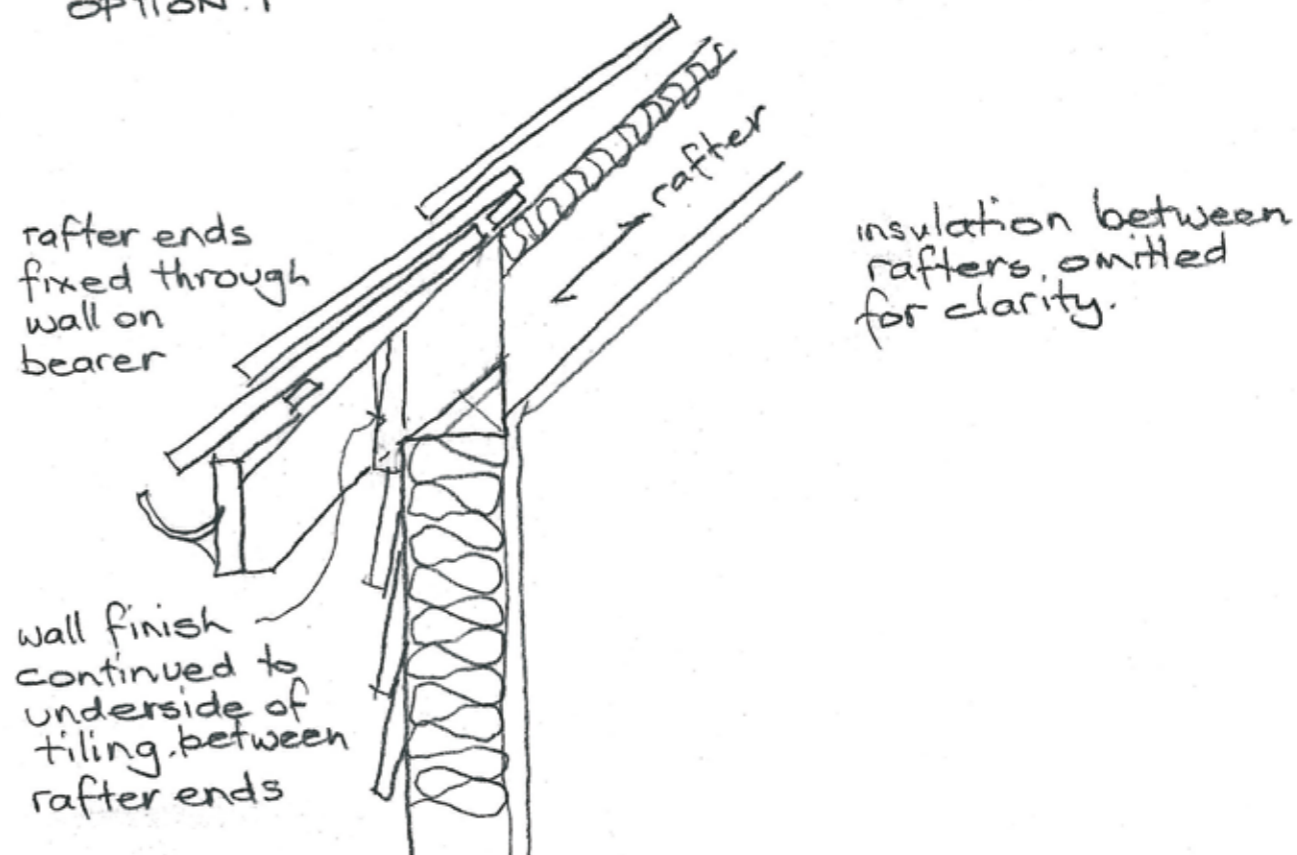 OPTION 1
rafter
rafter ends
fixed through
wall on
bearer
insulation between
rafters, omitted
for clarity.
wall finish
continued to
underside of
tiling, between
rafter ends